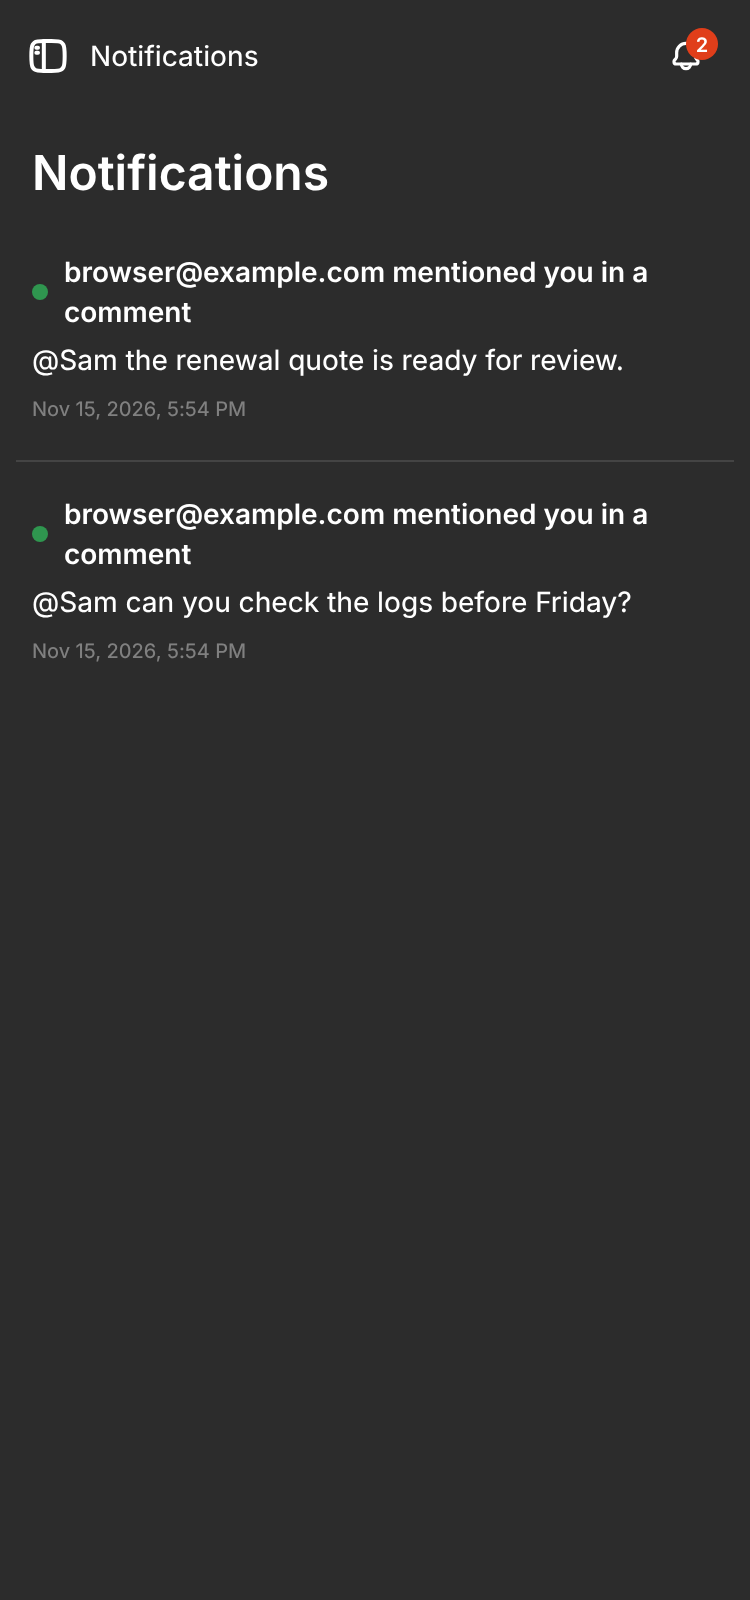 Notifications
2
Notifications
browser@example.com mentioned you in a
comment
@Sam the renewal quote is ready for review.
Nov 15, 2026, 5:54 PM
browser@example.com mentioned you in a
comment
@Sam can you check the logs before Friday?
Nov 15, 2026, 5:54 PM